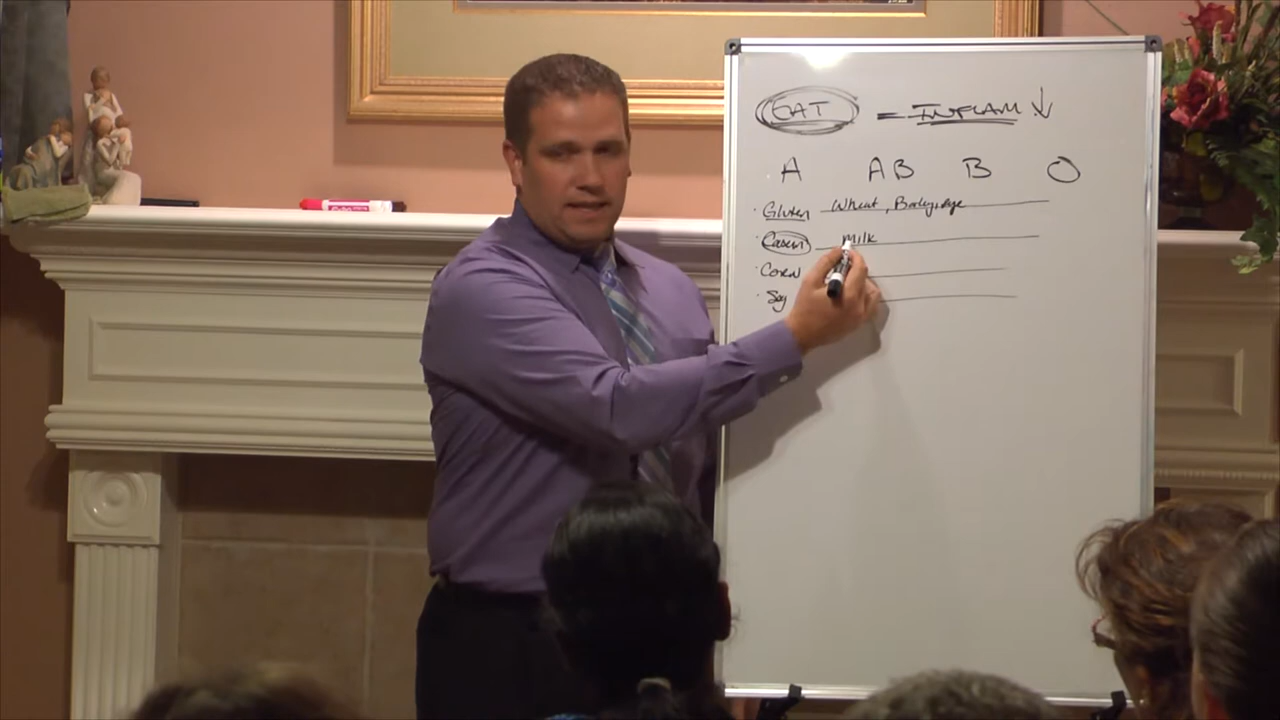 EAT = INFLAM ↓
A AB B O
· Gluten Wheat, Barley, Rye
· Casein Milk
· Corn
· Soy